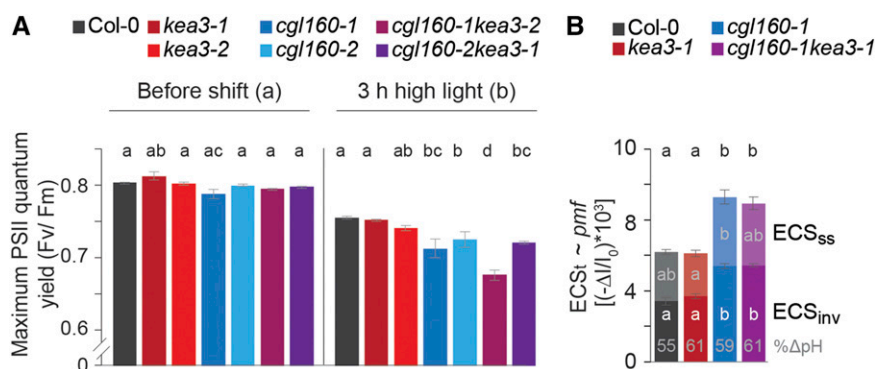 A
Col-0 kea3-1 cgl160-1 cgl160-1kea3-2
kea3-2 cgl160-2 cgl160-2kea3-1
Before shift (a) 3 h high light (b)
a ab a ac a a a a a ab bc b d bc
Maximum PSII quantum
yield (Fv/ Fm)
0.8
0.7
0.6
0
B
Col-0 cgl160-1
kea3-1 cgl160-1kea3-1
a a b b
ECSt ~ pmf
[(-ΔI/I0)*10³]
10
8
6
4
2
0
ab a b ab
ECSss
a a b b
ECSinv
55 61 59 61 %ΔpH